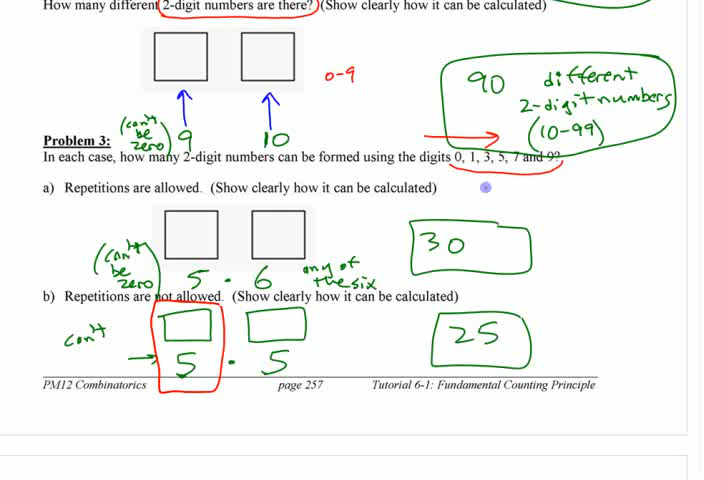 How many different 2-digit numbers are there? (Show clearly how it can be calculated)
0-9
90 different
2-digit numbers
(10-99)
(can't
be
zero) 9 10
Problem 3:
In each case, how many 2-digit numbers can be formed using the digits 0, 1, 3, 5, 7 and 9?
a) Repetitions are allowed. (Show clearly how it can be calculated)
(can't
be
zero) 5 · 6 any of
the six
30
b) Repetitions are not allowed. (Show clearly how it can be calculated)
can't
5 · 5
25
PM12 Combinatorics page 257 Tutorial 6-1: Fundamental Counting Principle